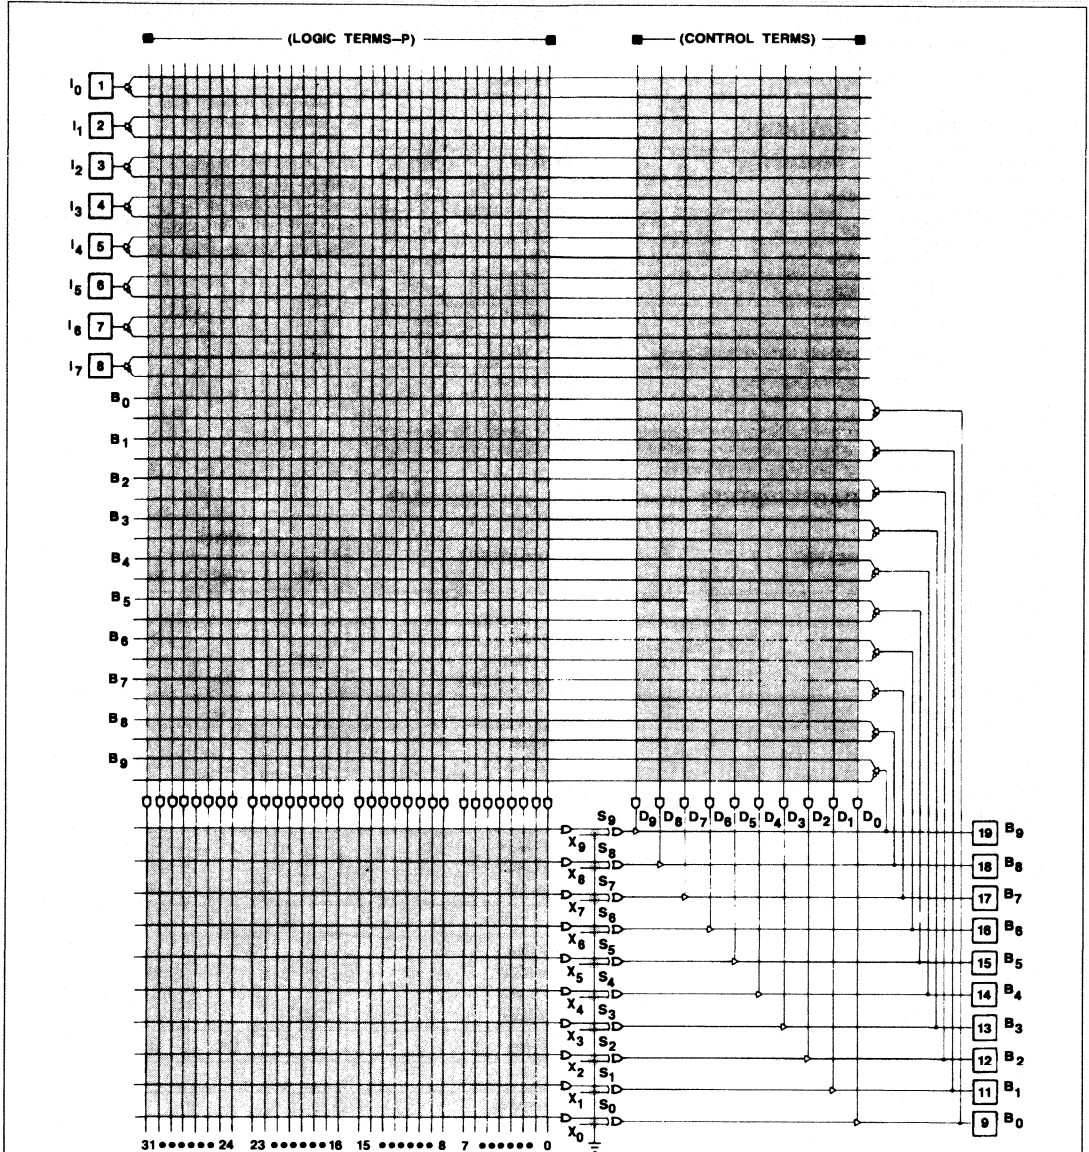 (LOGIC TERMS–P) (CONTROL TERMS)
I0 1
I1 2
I2 3
I3 4
I4 5
I5 6
I6 7
I7 8
B0
B1
B2
B3
B4
B5
B6
B7
B8
B9
S9 D9 D8 D7 D6 D5 D4 D3 D2 D1 D0
X9 19 B9
S8
X8 18 B8
S7
X7 17 B7
S6
X6 16 B6
S5
X5 15 B5
S4
X4 14 B4
S3
X3 13 B3
S2
X2 12 B2
S1
X1 11 B1
S0
X0 9 B0
31 24 23 16 15 8 7 0